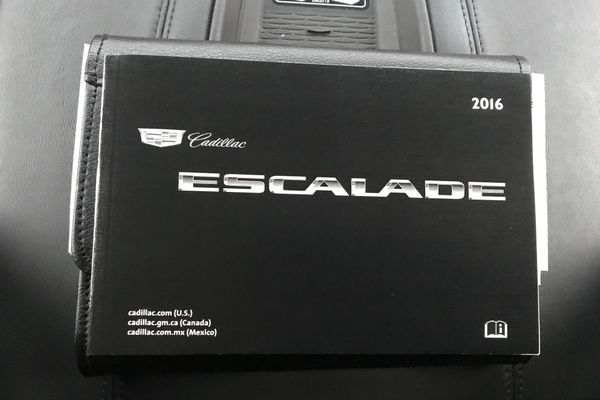 2016
Cadillac
ESCALADE
cadillac.com (U.S.)
cadillac.gm.ca (Canada)
cadillac.com.mx (Mexico)